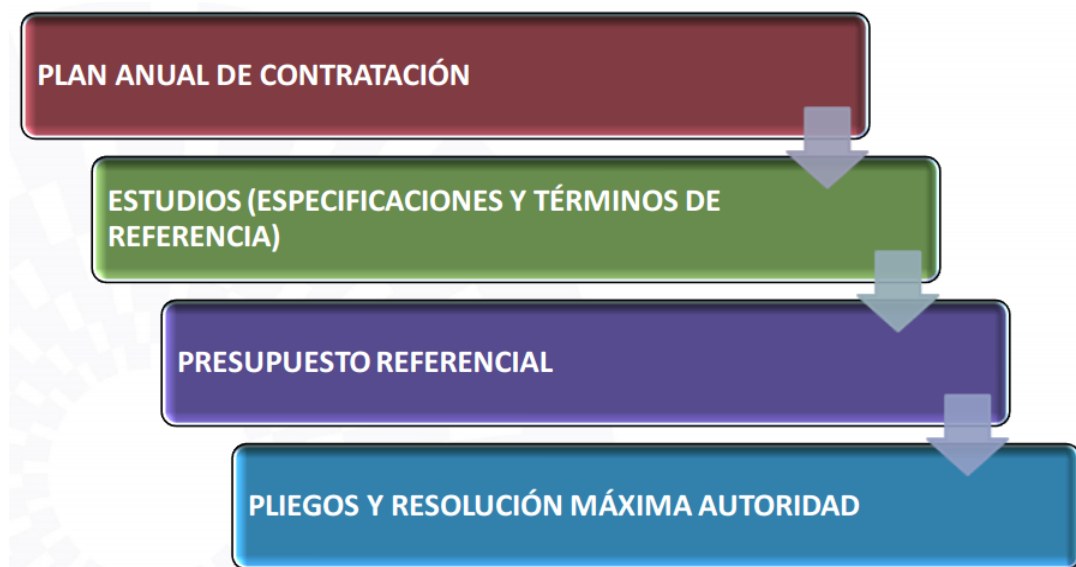 PLAN ANUAL DE CONTRATACIÓN
ESTUDIOS (ESPECIFICACIONES Y TÉRMINOS DE
REFERENCIA)
PRESUPUESTO REFERENCIAL
PLIEGOS Y RESOLUCIÓN MÁXIMA AUTORIDAD